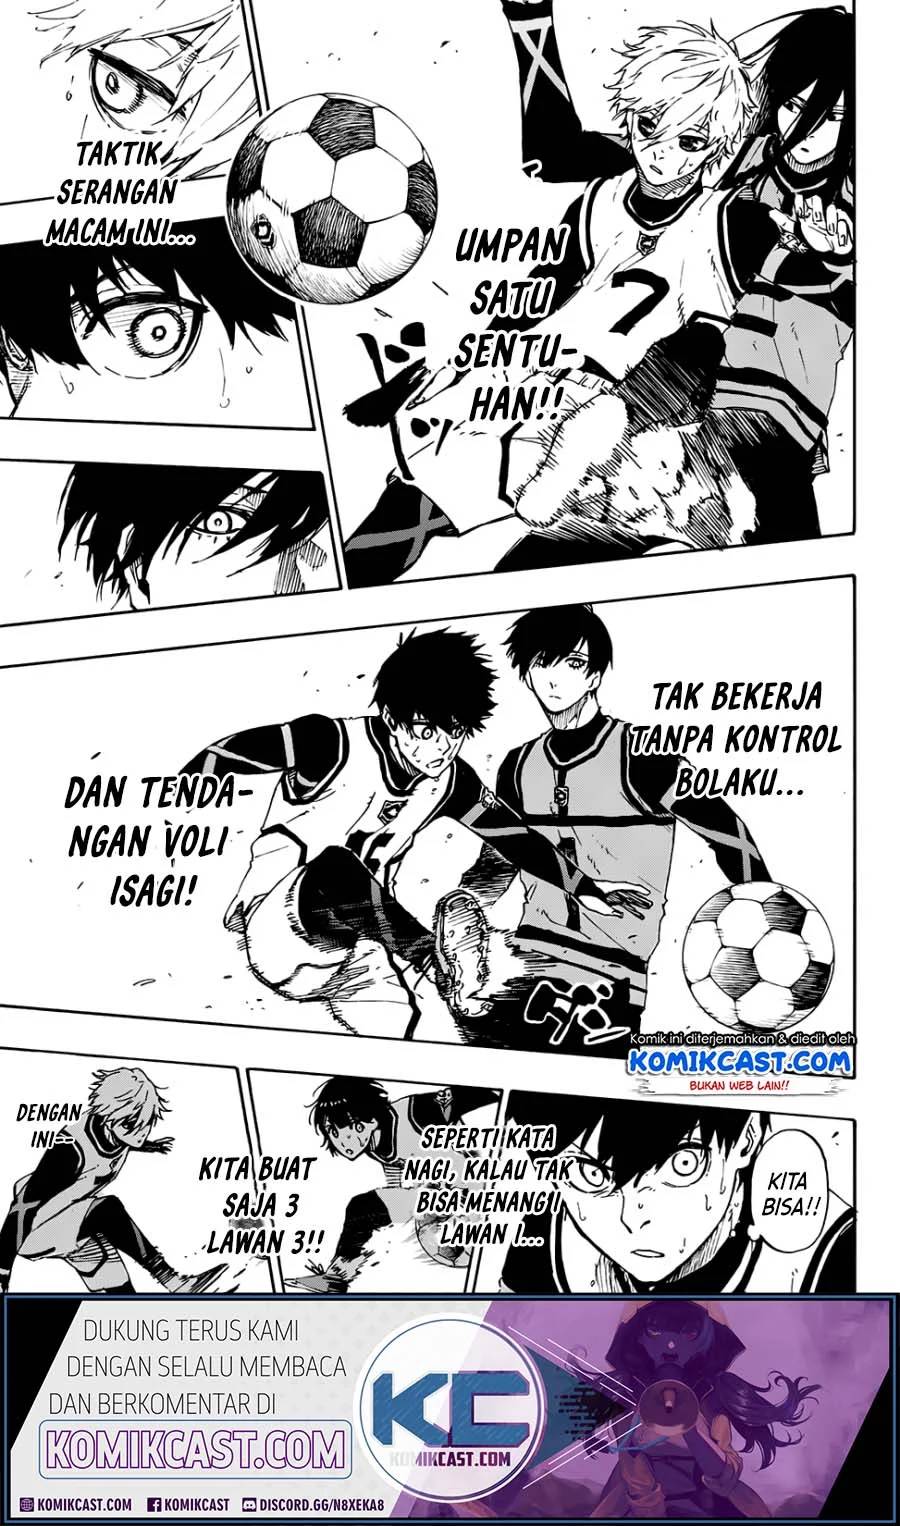 UMPAN
SATU
SENTU-
HAN!!
ド
ド
7
TAKTIK
SERANGAN
MACAM INI...
TAK BEKERJA
TANPA KONTROL
BOLAKU...
DAN TENDA-
NGAN VOLI
ISAGI!
Komik ini diterjemahkan & diedit oleh
KOMIKCAST.COM
BUKAN WEB LAIN!!
KITA
BISA!!
SEPERTI KATA
NAGI, KALAU TAK
BISA MENANG 1
LAWAN 1...
KITA BUAT
SAJA 3
LAWAN 3!!
DENGAN
INI--
DUKUNG TERUS KAMI
DENGAN SELALU MEMBACA
DAN BERKOMENTAR DI
KOMIKCAST.COM
KC
KOMIKCAST.COM
KOMIKCAST.COM
KOMIKCAST
DISCORD.GG/N8XEKA8